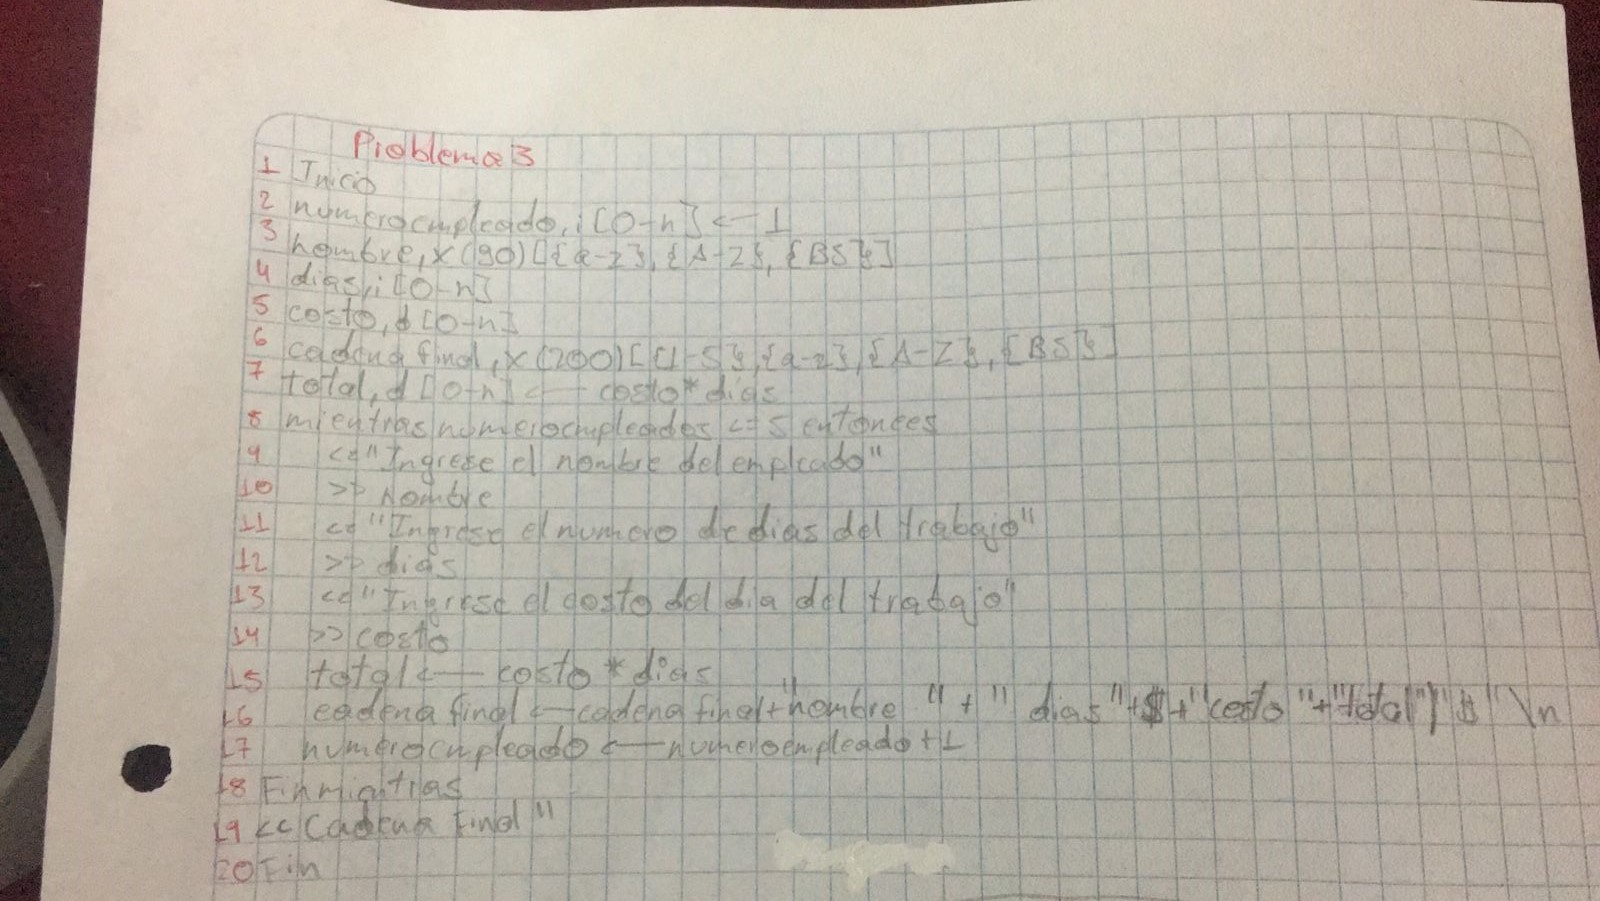 Problema 3
1 Inicio
2 numeroempleado, i [0-n] <— 1
3 nombre, x (90) [{a-z}, {A-Z}, {BS}]
4 dias, i [0-n]
5 costo, d [0-n]
6 cadena final, x (200) [{1-5}, {a-z}, {A-Z}, {BS}]
7 total, d [0-n] <— costo * dias
8 mientras numeroempleados <= 5 entonces
9 << "Ingrese el nombre del empleado"
10 >> Nombre
11 << "Ingrese el numero de dias del trabajo"
12 >> dias
13 << "Ingrese el costo del dia del trabajo"
14 >> costo
15 total <— costo * dias
16 cadena final <— cadena final + "nombre " + " dias " + $ + "costo " + "total" $ " \n
17 numeroempleado <— numeroempleado + 1
18 Finmientras
19 << Cadena Final "
20 Fin